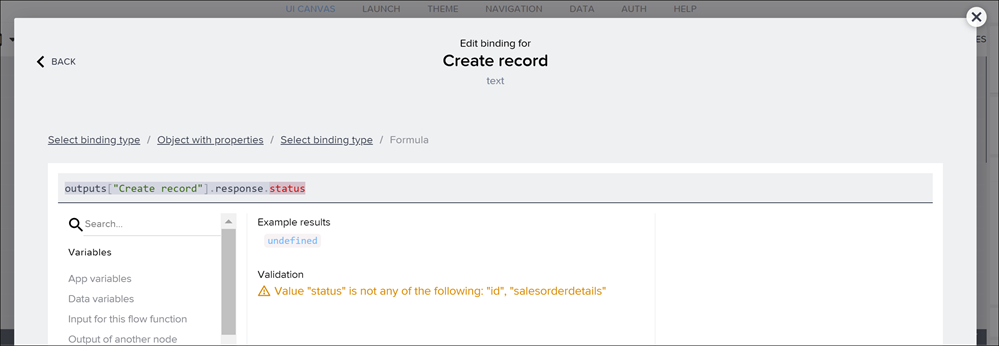 UI CANVAS LAUNCH THEME NAVIGATION DATA AUTH HELP
Edit binding for
BACK
Create record
text
Select binding type / Object with properties / Select binding type / Formula
outputs["Create record"].response.status
Search...
Example results
undefined
Variables
App variables
Validation
Data variables
Value "status" is not any of the following: "id", "salesorderdetails"
Input for this flow function
Output of another node